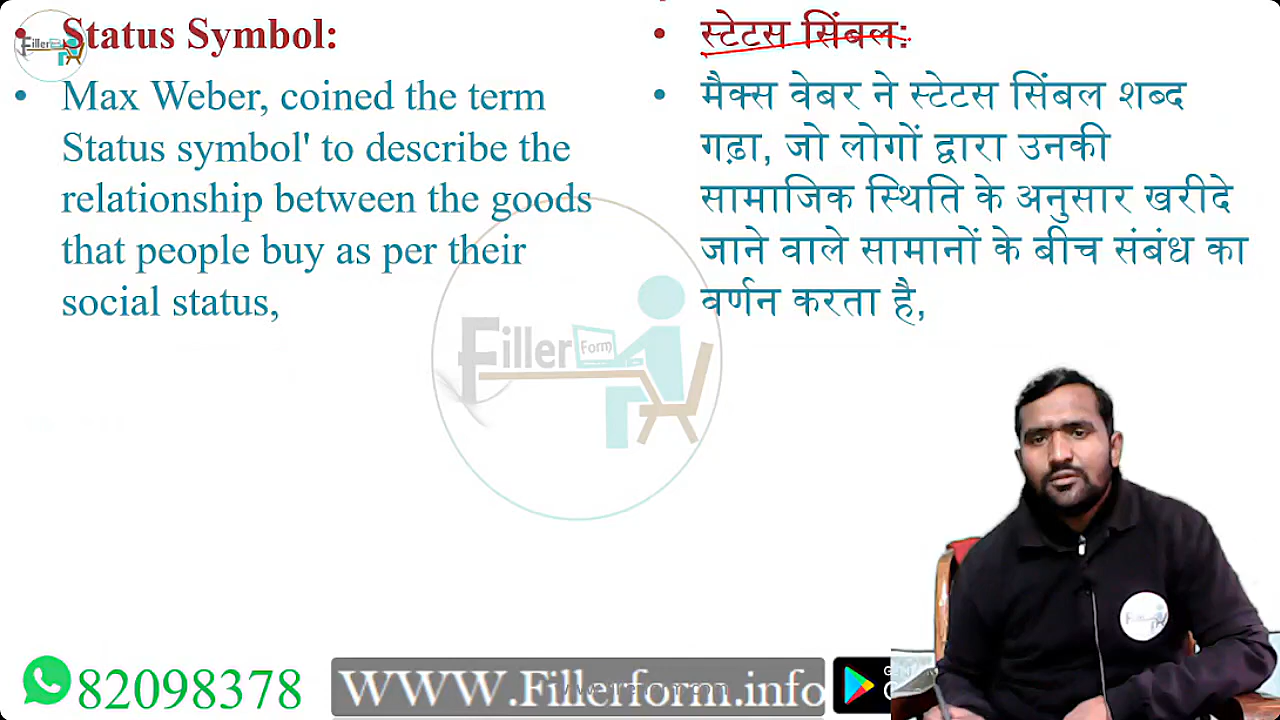 Status Symbol:
Max Weber, coined the term
Status symbol' to describe the
relationship between the goods
that people buy as per their
social status,
स्टेटस सिंबल:
मैक्स वेबर ने स्टेटस सिंबल शब्द
गढ़ा, जो लोगों द्वारा उनकी
सामाजिक स्थिति के अनुसार खरीदे
जाने वाले सामानों के बीच संबंध का
वर्णन करता है,
Filler Form
82098378
WWW.Fillerform.info